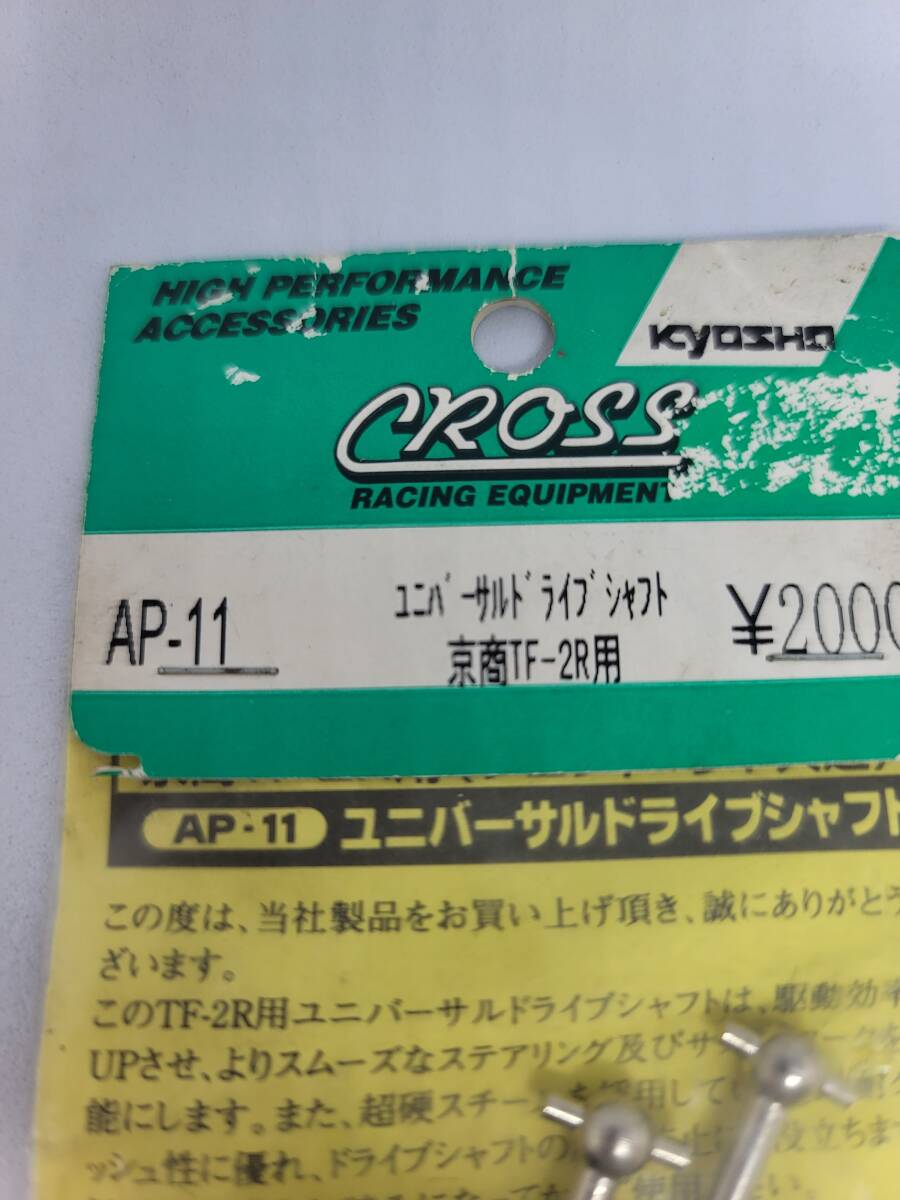 HIGH PERFORMANCE
ACCESSORIES
KYOSHO
CROSS
RACING EQUIPMENT
AP-11
ﾕﾆﾊﾞｰｻﾙﾄﾞﾗｲﾌﾞｼｬﾌﾄ
京商TF-2R用
¥2000
AP-11 ユニバーサルドライブシャフト
この度は、当社製品をお買い上げ頂き、誠にありがとう
ざいます。
このTF-2R用ユニバーサルドライブシャフトは、駆動効率
UPさせ、よりスムーズなステアリング及びサ
能にします。また、超硬スチー
ッシュ性に優れ、ドライブシャフトの